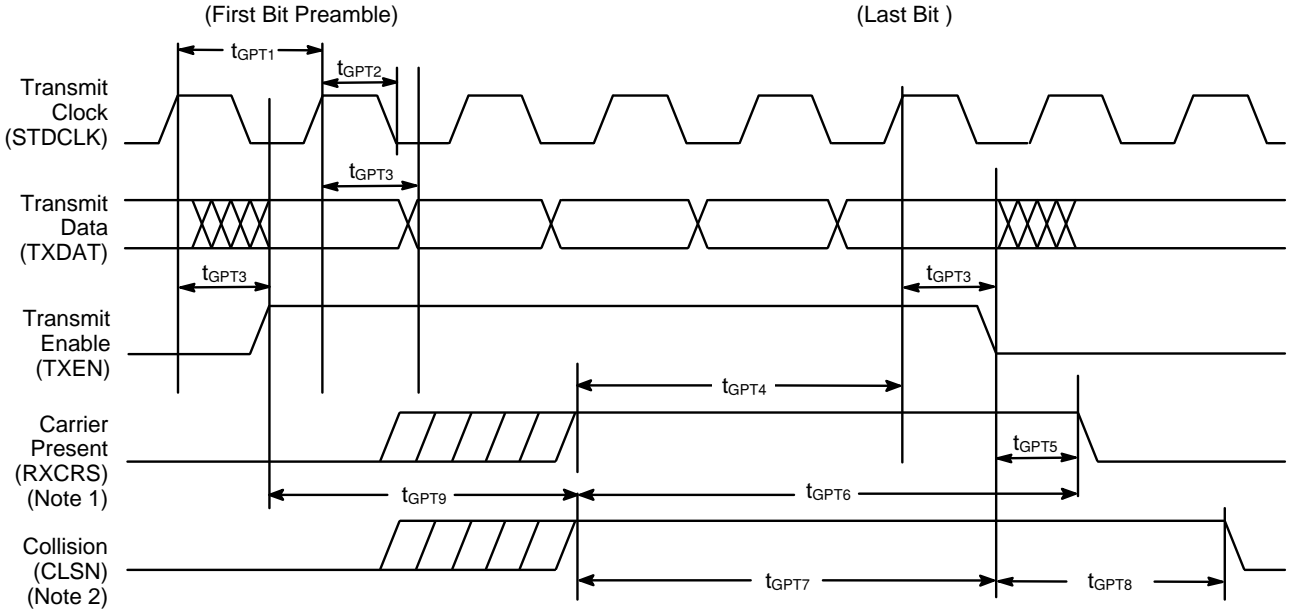 (First Bit Preamble)
(Last Bit )
tGPT1
tGPT2
Transmit
Clock
(STDCLK)
tGPT3
Transmit
Data
(TXDAT)
tGPT3
tGPT3
Transmit
Enable
(TXEN)
tGPT4
Carrier
Present
(RXCRS)
(Note 1)
tGPT5
tGPT9
tGPT6
Collision
(CLSN)
(Note 2)
tGPT7
tGPT8